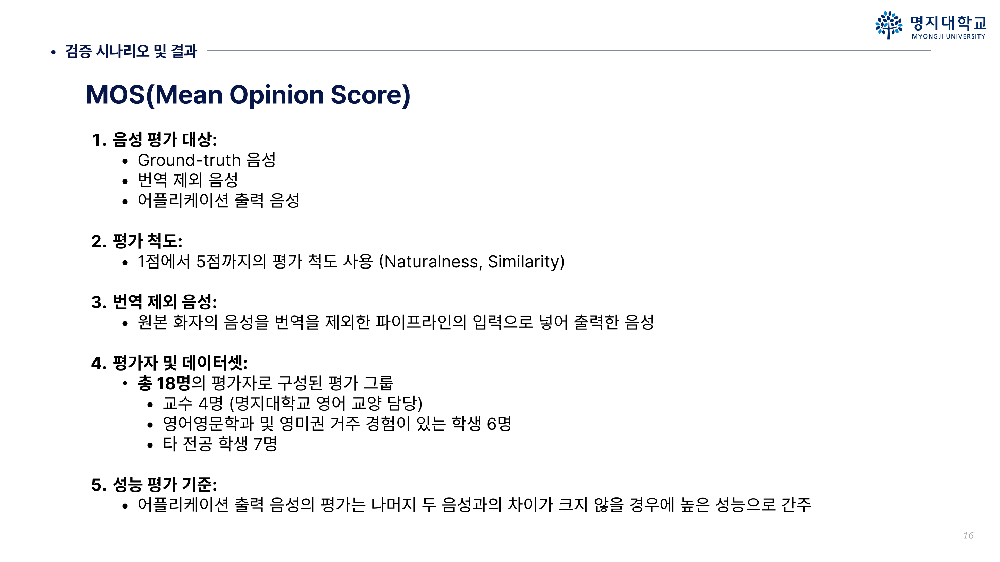 명지대학교
MYONGJI UNIVERSITY
• 검증 시나리오 및 결과
MOS(Mean Opinion Score)
1. 음성 평가 대상:
• Ground-truth 음성
• 번역 제외 음성
• 어플리케이션 출력 음성
2. 평가 척도:
• 1점에서 5점까지의 평가 척도 사용 (Naturalness, Similarity)
3. 번역 제외 음성:
• 원본 화자의 음성을 번역을 제외한 파이프라인의 입력으로 넣어 출력한 음성
4. 평가자 및 데이터셋:
• 총 18명의 평가자로 구성된 평가 그룹
• 교수 4명 (명지대학교 영어 교양 담당)
• 영어영문학과 및 영미권 거주 경험이 있는 학생 6명
• 타 전공 학생 7명
5. 성능 평가 기준:
• 어플리케이션 출력 음성의 평가는 나머지 두 음성과의 차이가 크지 않을 경우에 높은 성능으로 간주
16